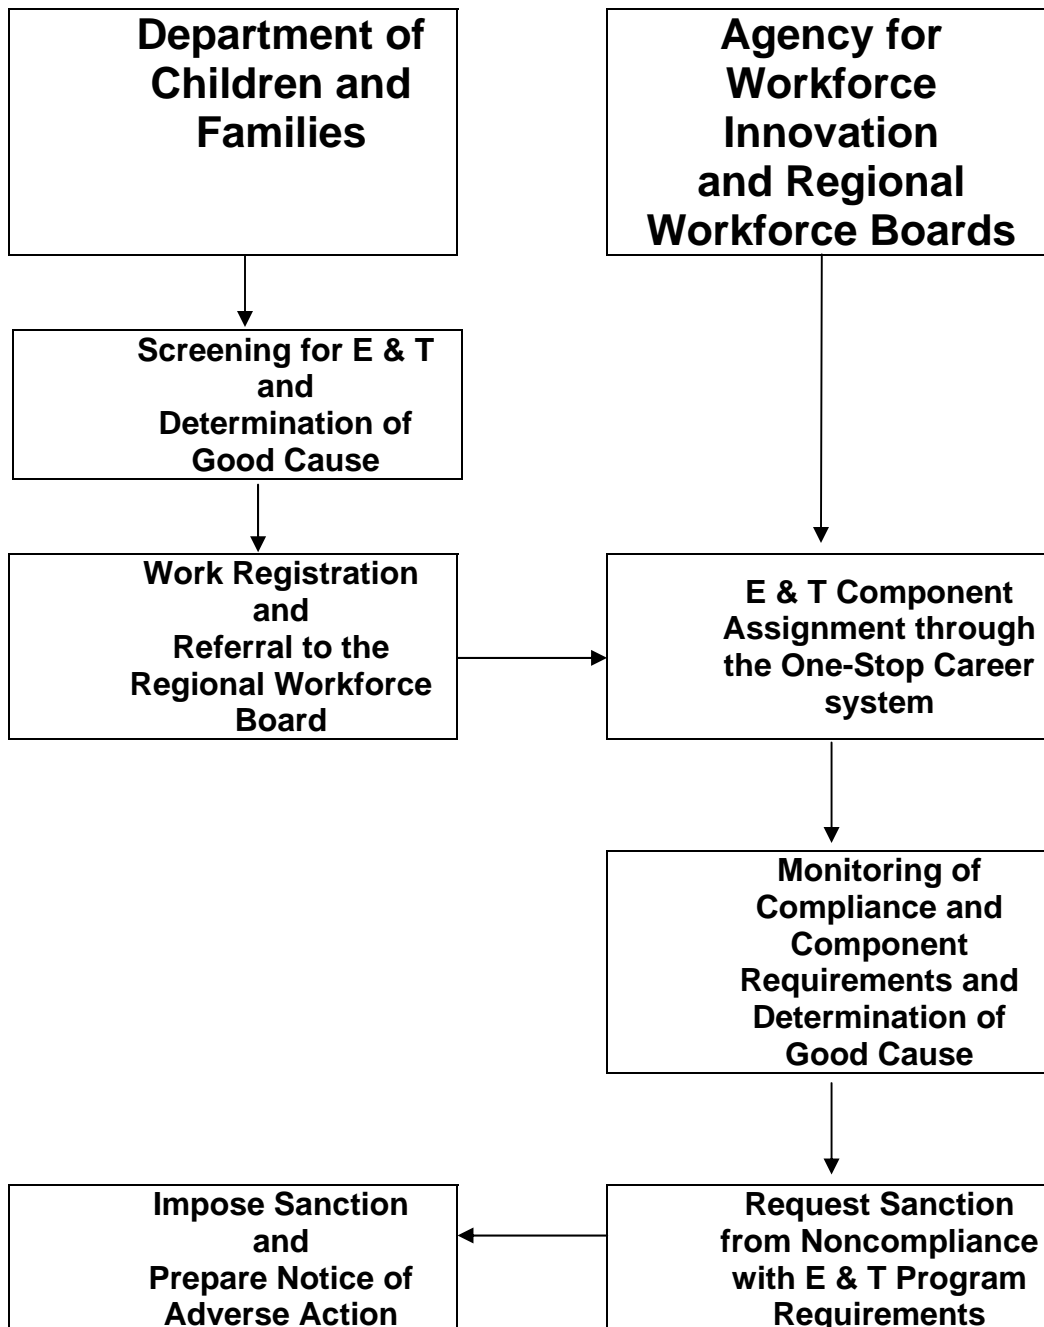 Department of
Children and
Families
Agency for
Workforce
Innovation
and Regional
Workforce Boards
Screening for E & T
and
Determination of
Good Cause
Work Registration
and
Referral to the
Regional Workforce
Board
E & T Component
Assignment through
the One-Stop Career
system
Monitoring of
Compliance and
Component
Requirements and
Determination of
Good Cause
Impose Sanction
and
Prepare Notice of
Adverse Action
Request Sanction
from Noncompliance
with E & T Program
Requirements